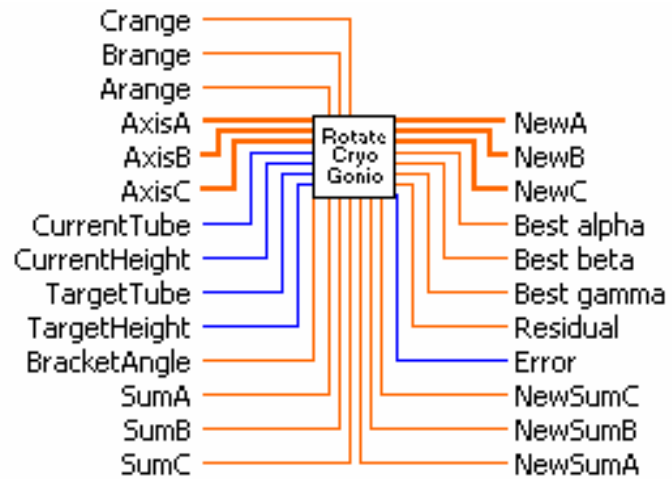 Crange
Brange
Arange
AxisA
AxisB
AxisC
CurrentTube
CurrentHeight
TargetTube
TargetHeight
BracketAngle
SumA
SumB
SumC
Rotate
Cryo
Gonio
NewA
NewB
NewC
Best alpha
Best beta
Best gamma
Residual
Error
NewSumC
NewSumB
NewSumA